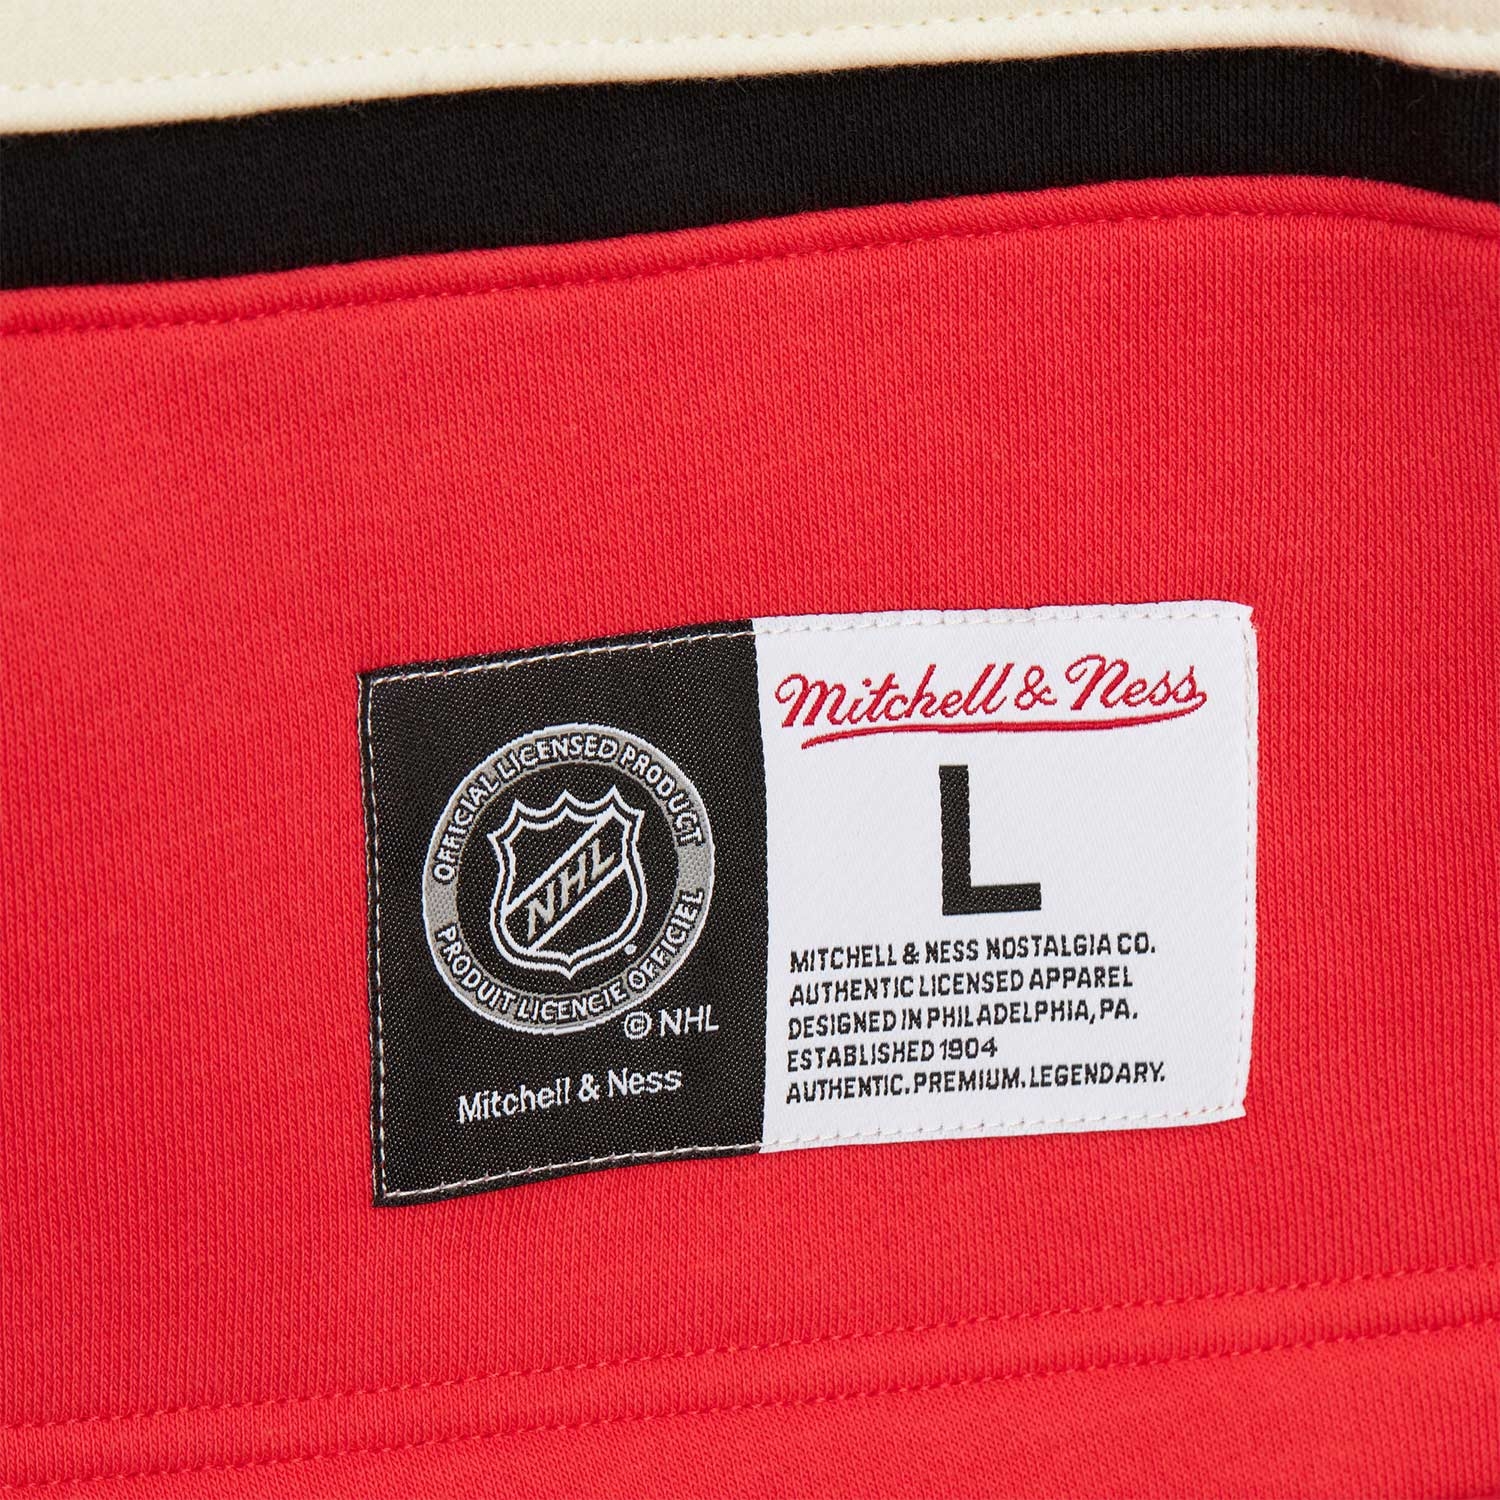 OFFICIAL LICENSED PRODUCT
NHL
PRODUIT LICENCIE OFFICIEL
© NHL
Mitchell & Ness
Mitchell & Ness
L
MITCHELL & NESS NOSTALGIA CO.
AUTHENTIC LICENSED APPAREL
DESIGNED IN PHILADELPHIA, PA.
ESTABLISHED 1904
AUTHENTIC. PREMIUM. LEGENDARY.